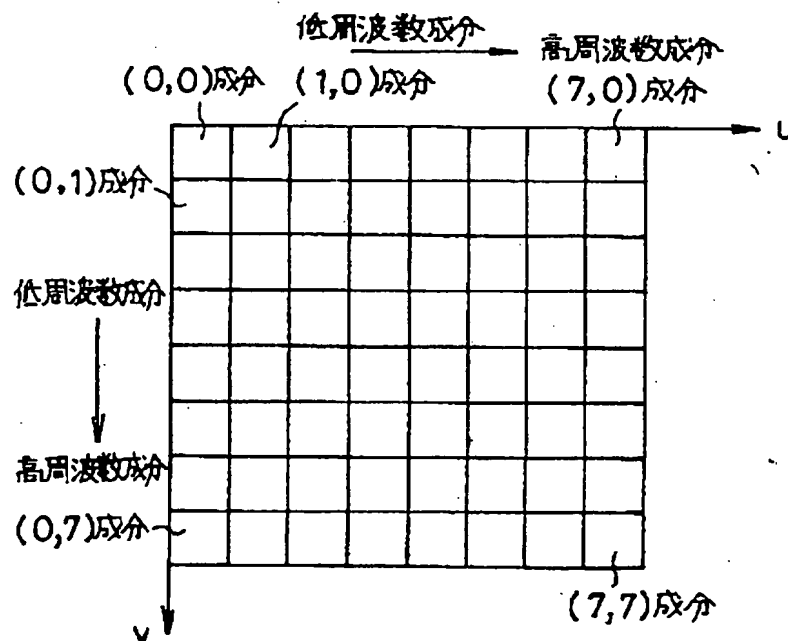 低周波数成分
高周波数成分
(0,0)成分
(1,0)成分
(7,0)成分
u
(0,1)成分
低周波数成分
高周波数成分
(0,7)成分
(7,7)成分
v